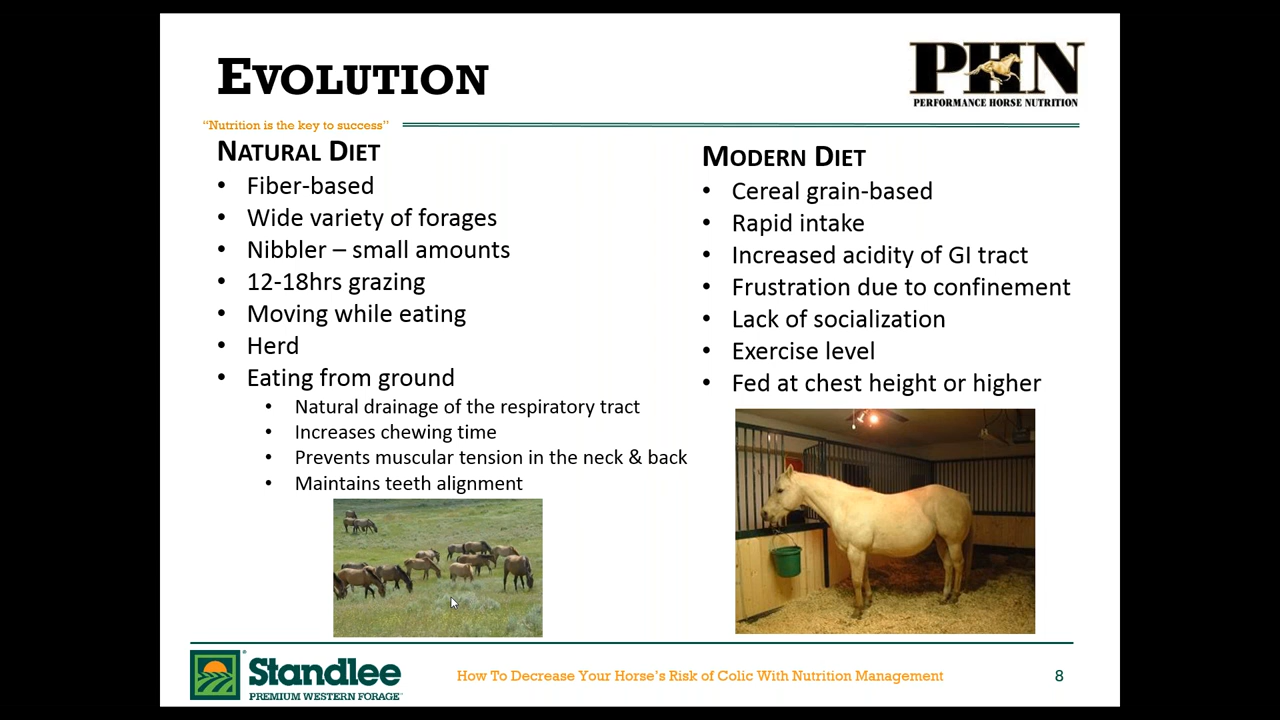 EVOLUTION
PHN
PERFORMANCE HORSE NUTRITION
“Nutrition is the key to success”
NATURAL DIET
• Fiber-based
• Wide variety of forages
• Nibbler – small amounts
• 12-18hrs grazing
• Moving while eating
• Herd
• Eating from ground
• Natural drainage of the respiratory tract
• Increases chewing time
• Prevents muscular tension in the neck & back
• Maintains teeth alignment
MODERN DIET
• Cereal grain-based
• Rapid intake
• Increased acidity of GI tract
• Frustration due to confinement
• Lack of socialization
• Exercise level
• Fed at chest height or higher
Standlee
PREMIUM WESTERN FORAGE
How To Decrease Your Horse’s Risk of Colic With Nutrition Management
8